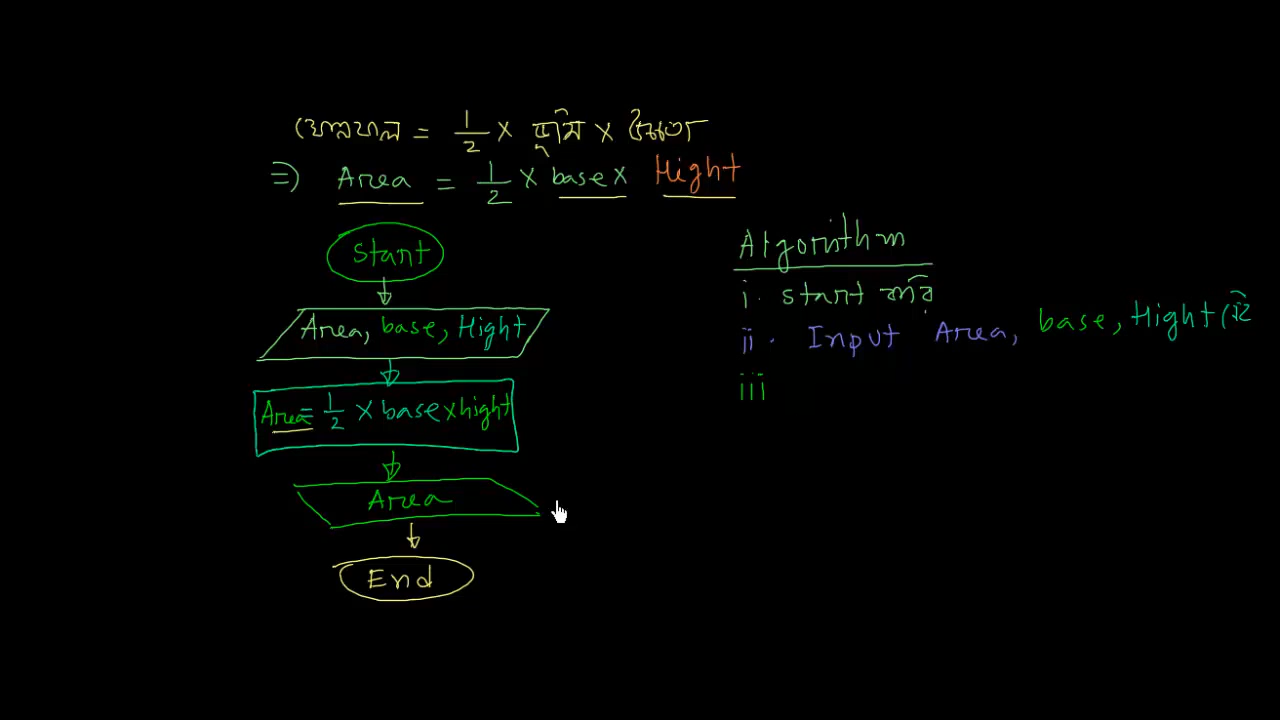 ক্ষেত্রফল = 1/2 × ভূমি × উচ্চতা
⇒ Area = 1/2 × base × Hight
Start
Area, base, Hight
Area = 1/2 × base × hight
Area
End
Algorithm
i. start করি
ii. Input Area, base, Hight
iii